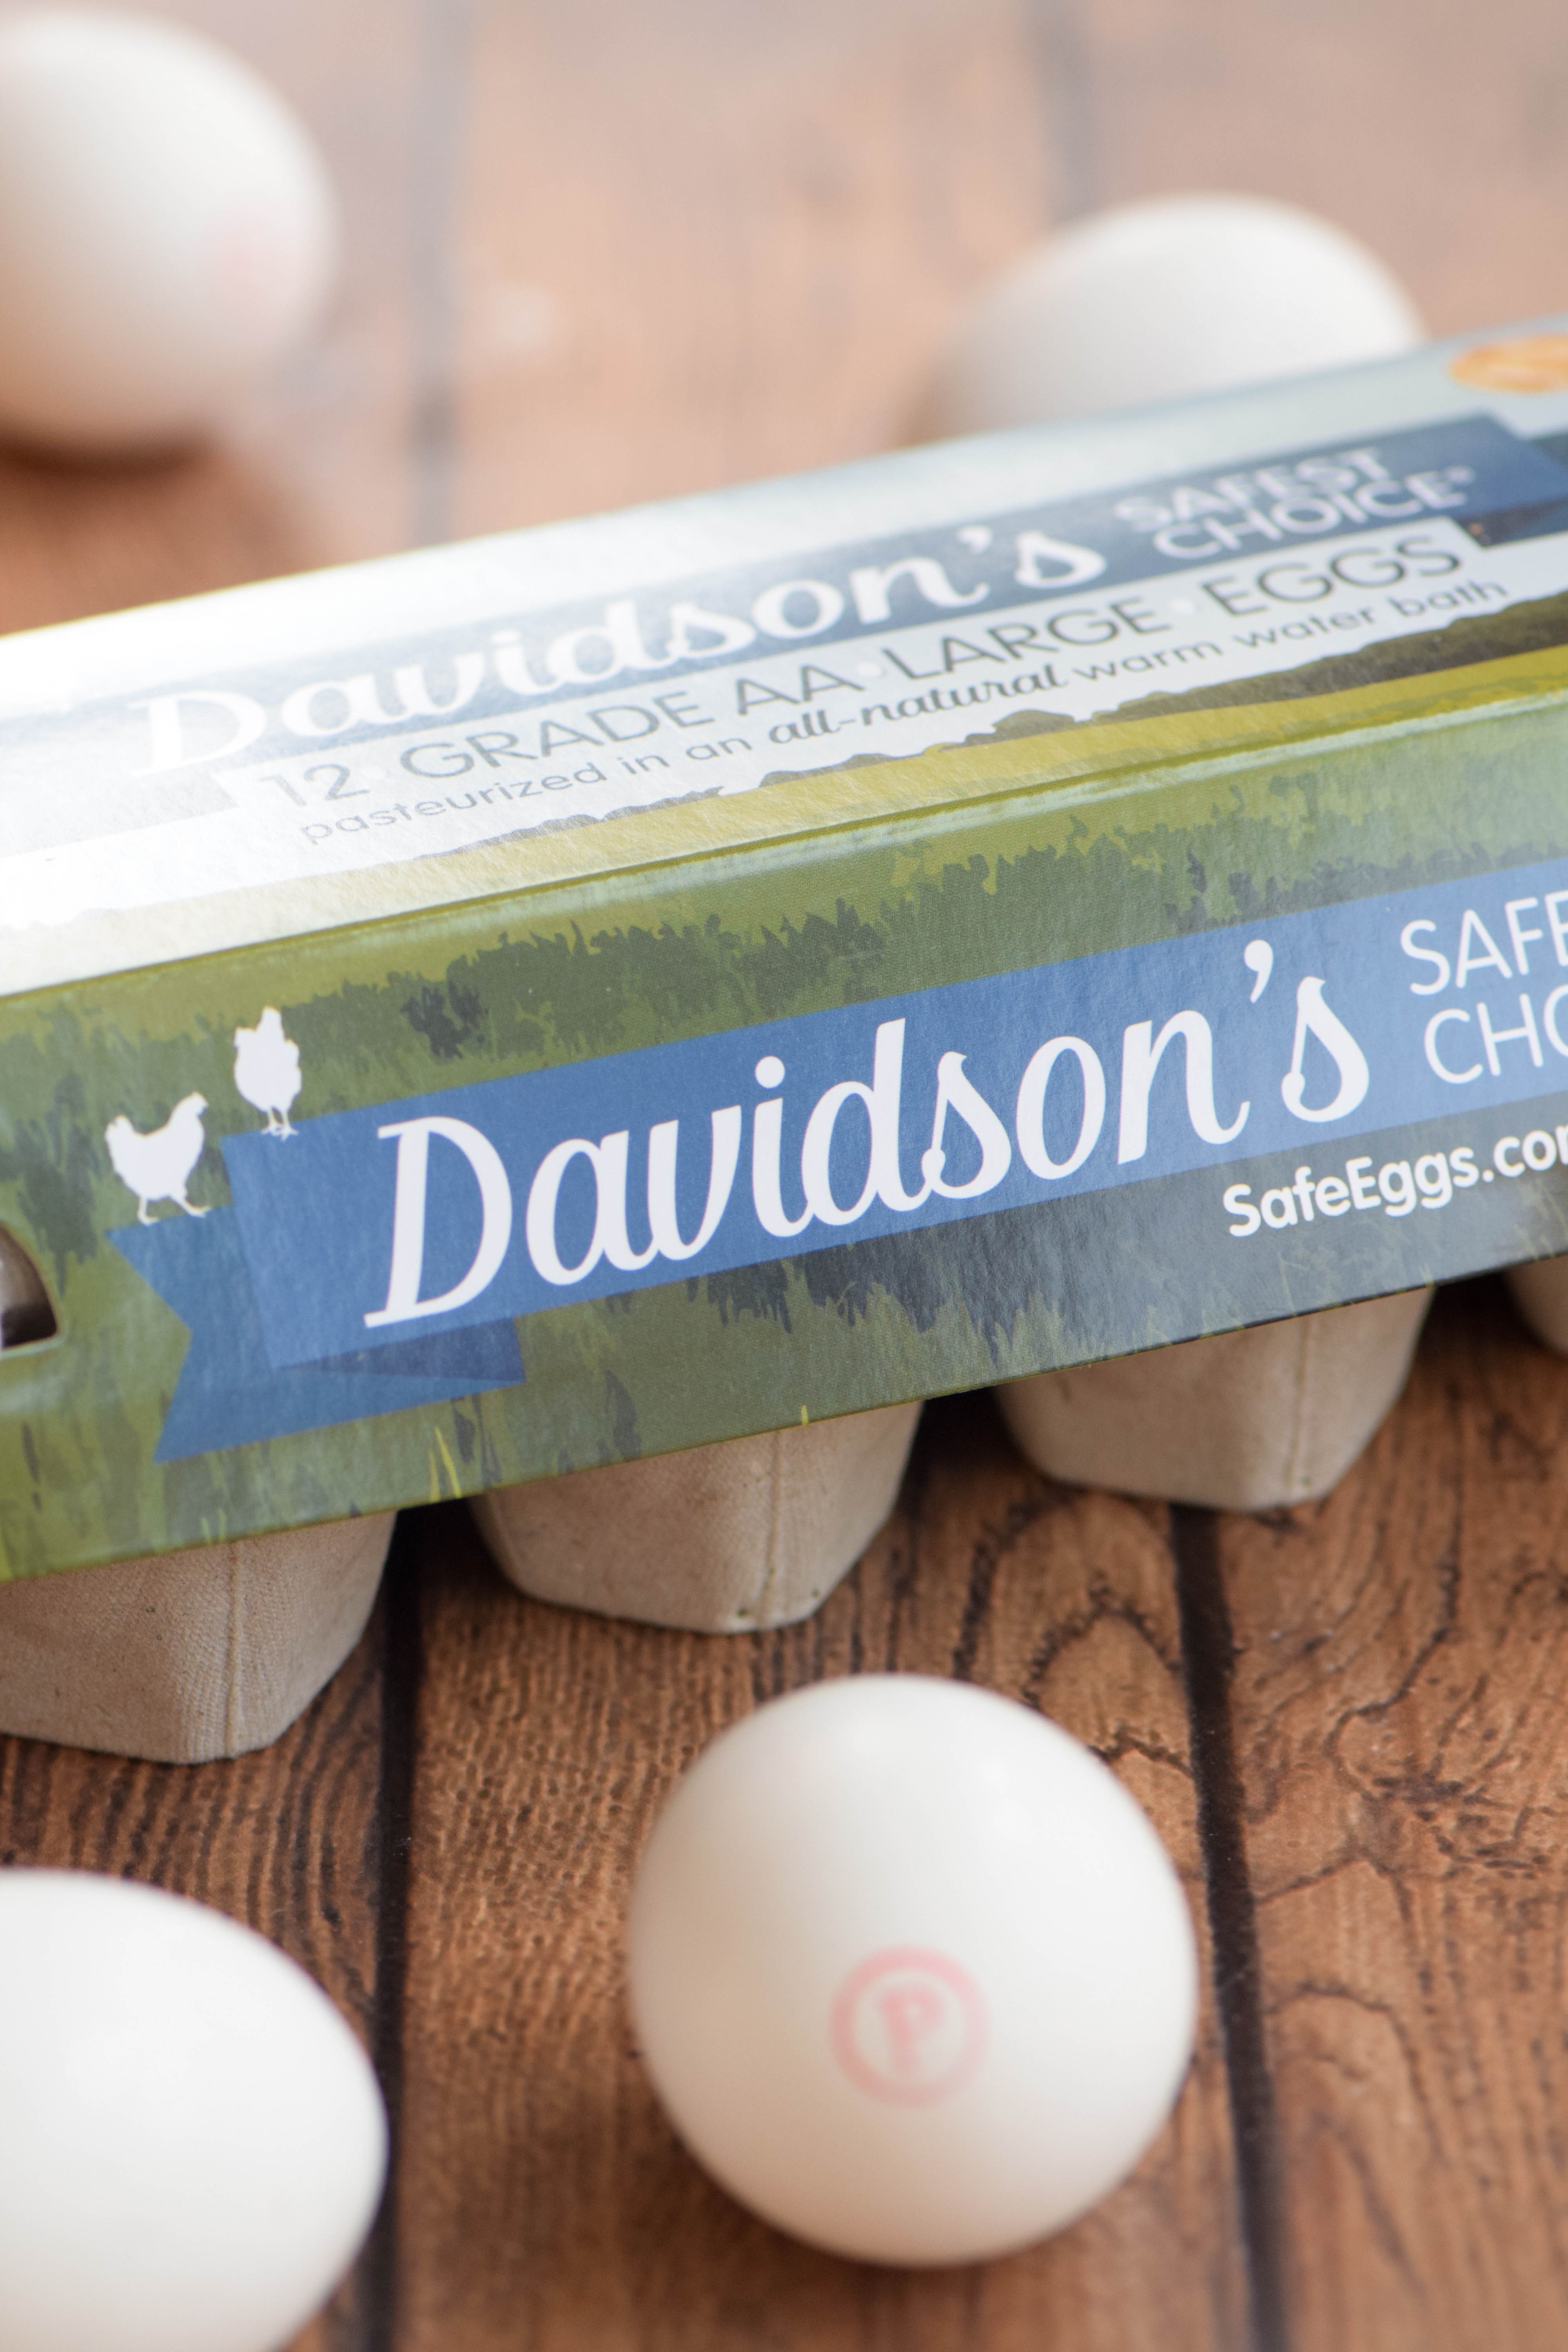 Davidson's SAFEST CHOICE®
12 GRADE AA LARGE EGGS
pasteurized in an all-natural warm water bath
Davidson's SAFE
CHO
SafeEggs.com
P